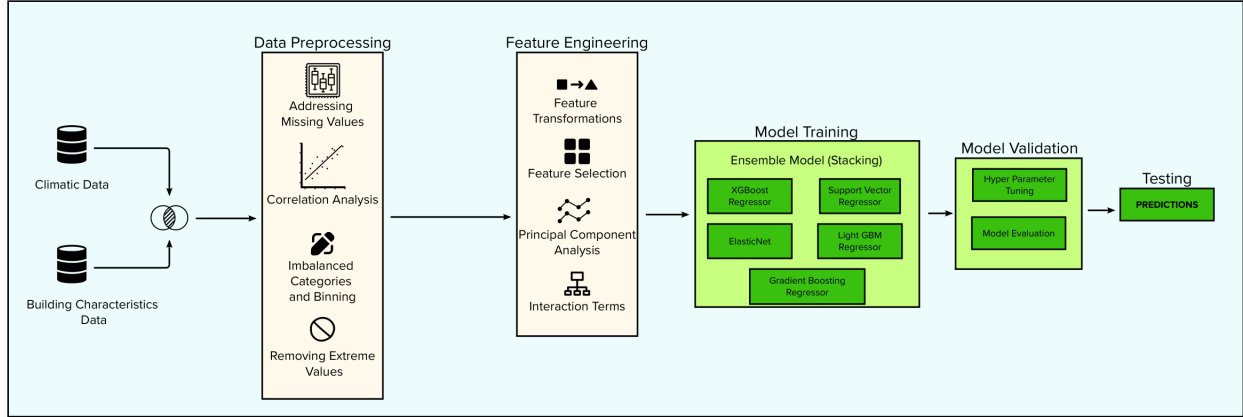 Climatic Data
Building Characteristics
Data
Data Preprocessing
Addressing
Missing Values
Correlation Analysis
Imbalanced
Categories
and Binning
Removing Extreme
Values
Feature Engineering
Feature
Transformations
Feature Selection
Principal Component
Analysis
Interaction Terms
Model Training
Ensemble Model (Stacking)
XGBoost
Regressor
Support Vector
Regressor
ElasticNet
Light GBM
Regressor
Gradient Boosting
Regressor
Model Validation
Hyper Parameter
Tuning
Model Evaluation
Testing
PREDICTIONS